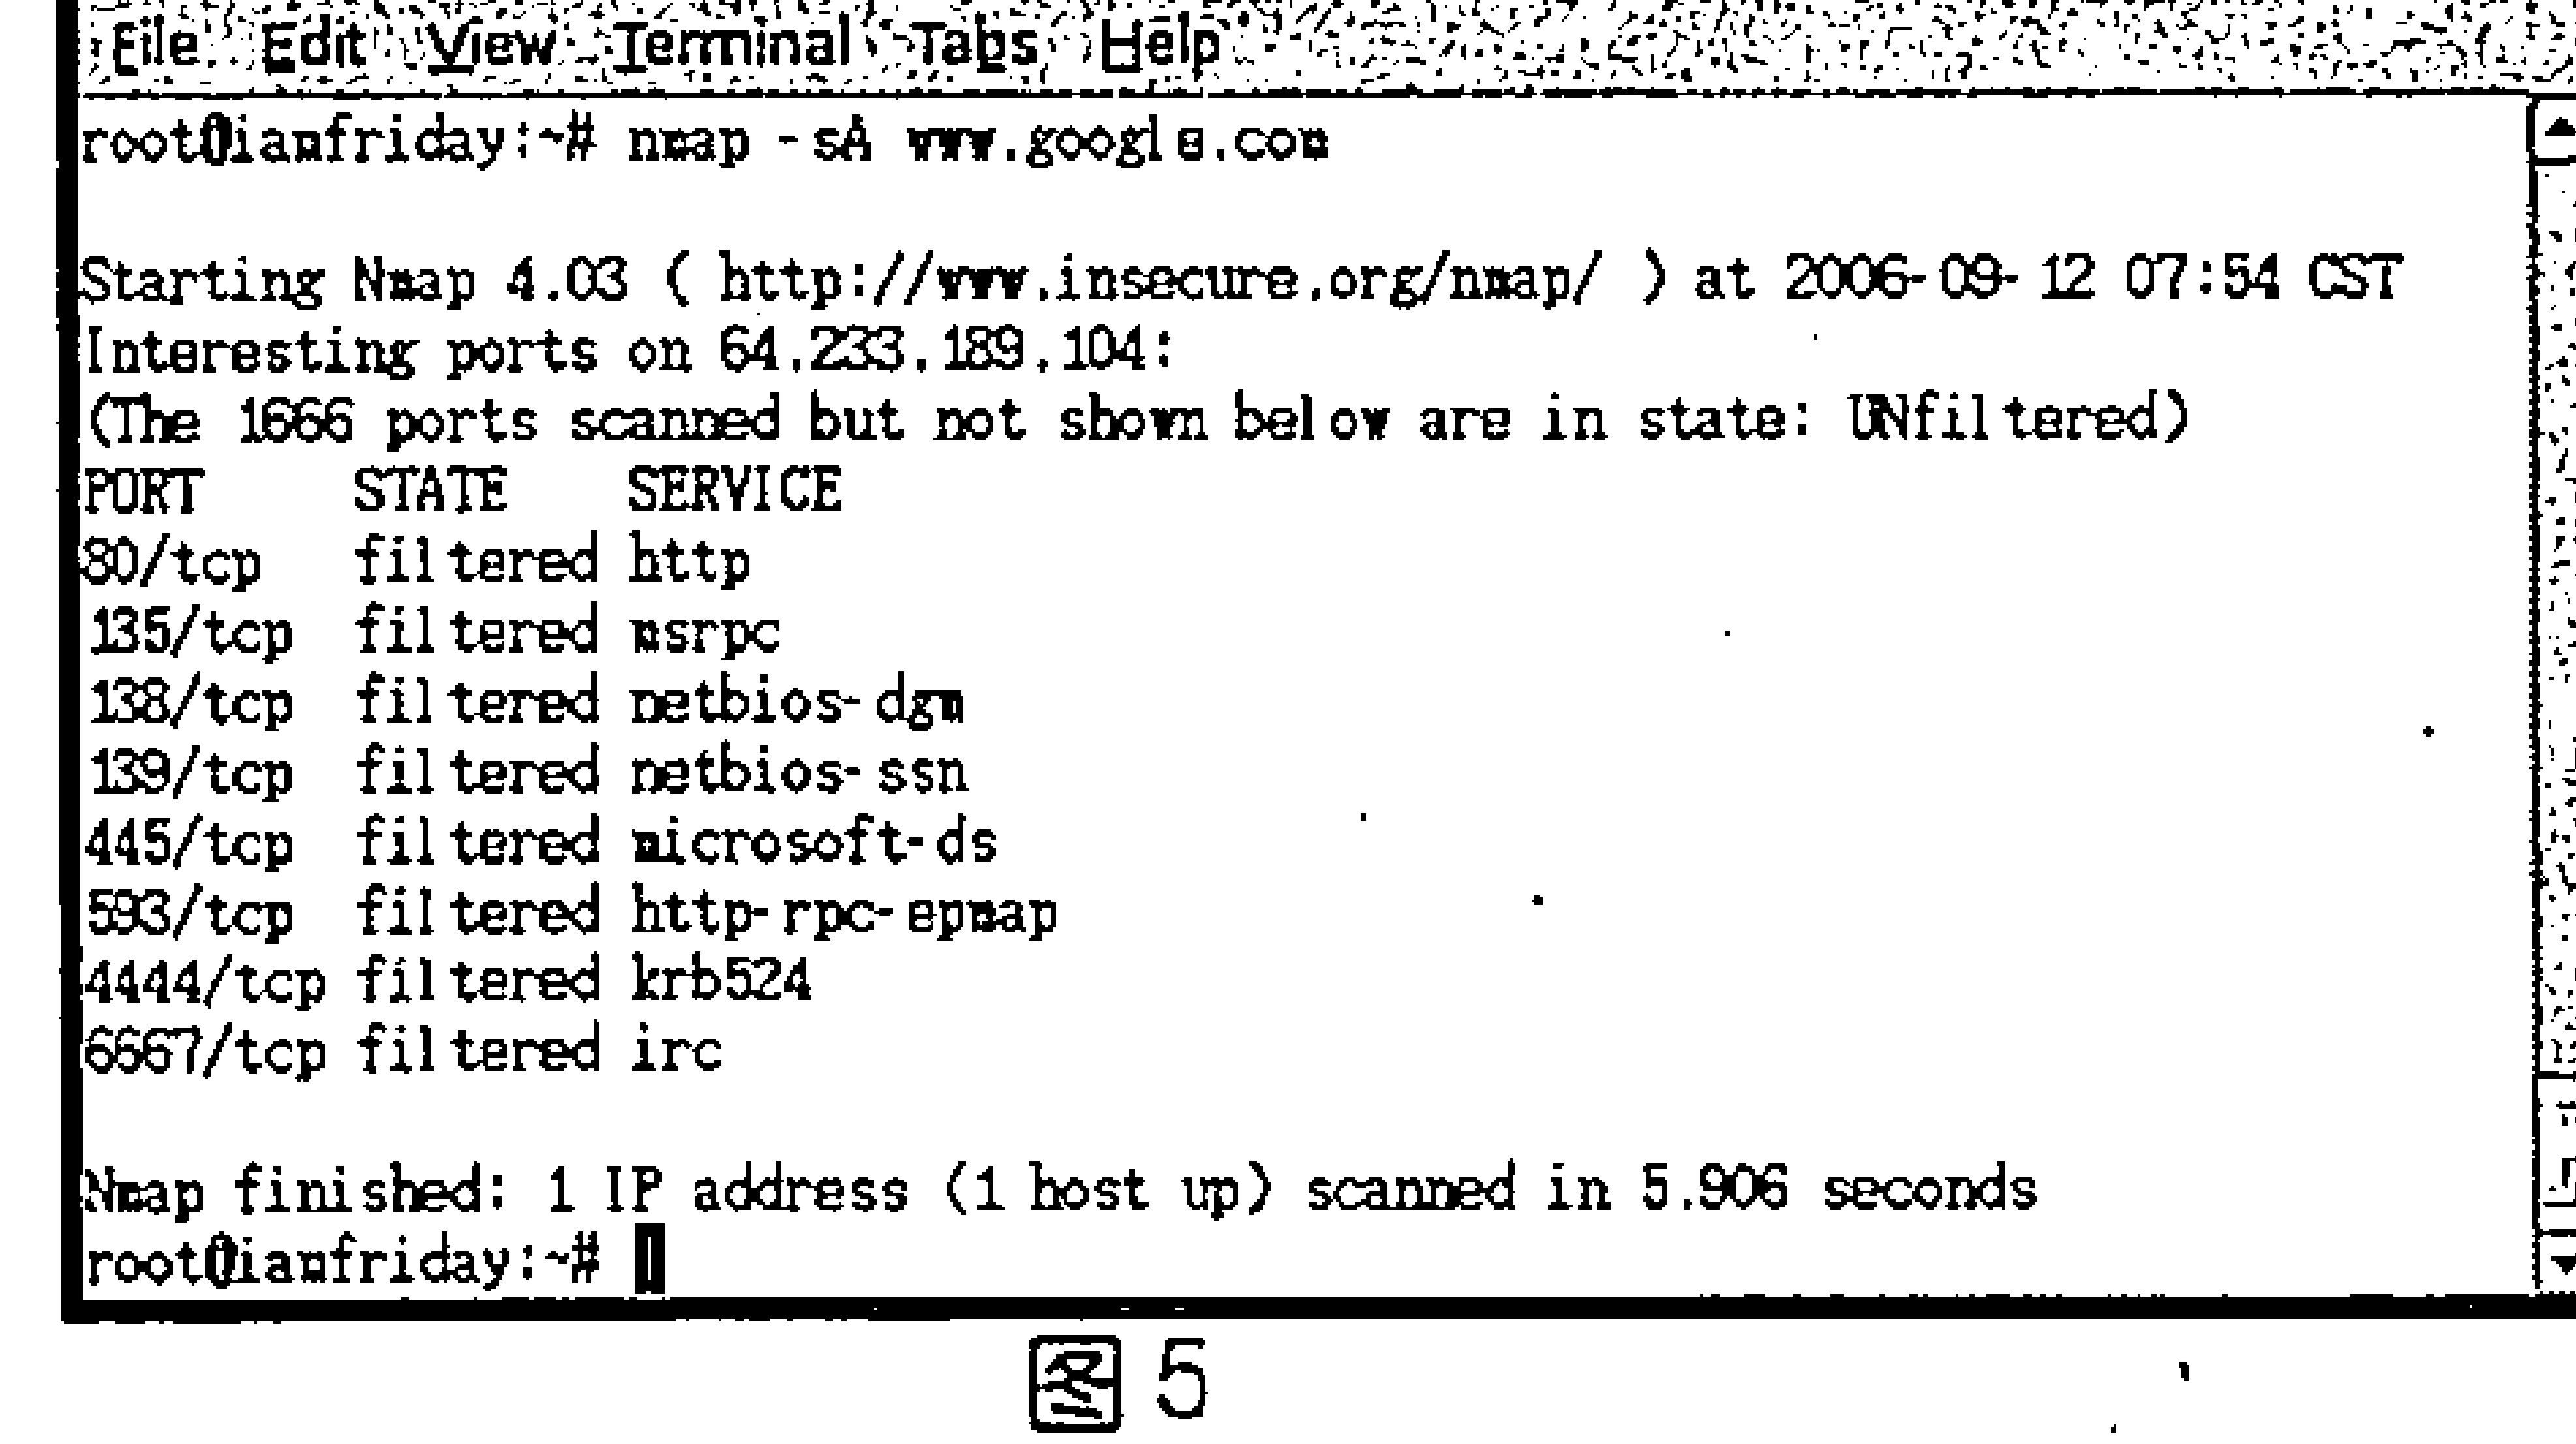 File Edit View Terminal Tabs Help
root@iamfriday:~# nmap -sA www.google.com
Starting Nmap 4.03 ( http://www.insecure.org/nmap/ ) at 2006-09-12 07:54 CST
Interesting ports on 64.233.189.104:
(The 1666 ports scanned but not shown below are in state: UNfiltered)
PORT STATE SERVICE
80/tcp filtered http
135/tcp filtered msrpc
138/tcp filtered netbios-dgm
139/tcp filtered netbios-ssn
445/tcp filtered microsoft-ds
593/tcp filtered http-rpc-epmap
4444/tcp filtered krb524
6667/tcp filtered irc
Nmap finished: 1 IP address (1 host up) scanned in 5.906 seconds
root@iamfriday:~#
图 5